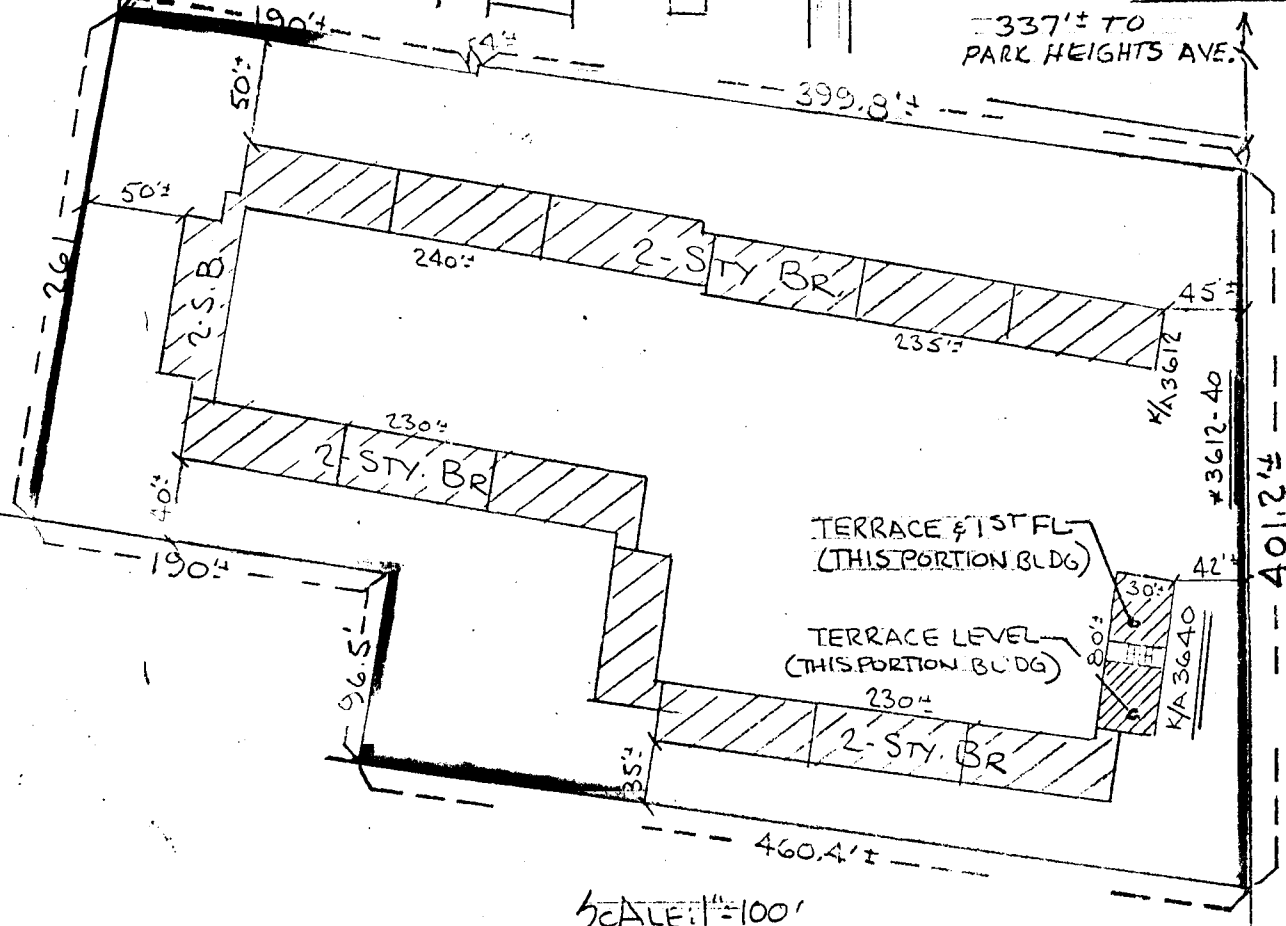 190'±
54'±
337'± TO
PARK HEIGHTS AVE.
399.8'±
50'±
50'±
261
2-S.B.
240'±
2-STY BR.
235'±
45'±
K/A 3612
*3612-40
401.2'±
230'±
2-STY. BR
40'±
190'±
96.5'
TERRACE & 1ST FL
(THIS PORTION BLDG)
42'±
30'±
80'±
TERRACE LEVEL
(THIS PORTION BLDG)
K/A 3640
230'±
2-STY. BR
35'±
460.4'±
SCALE: 1"=100'